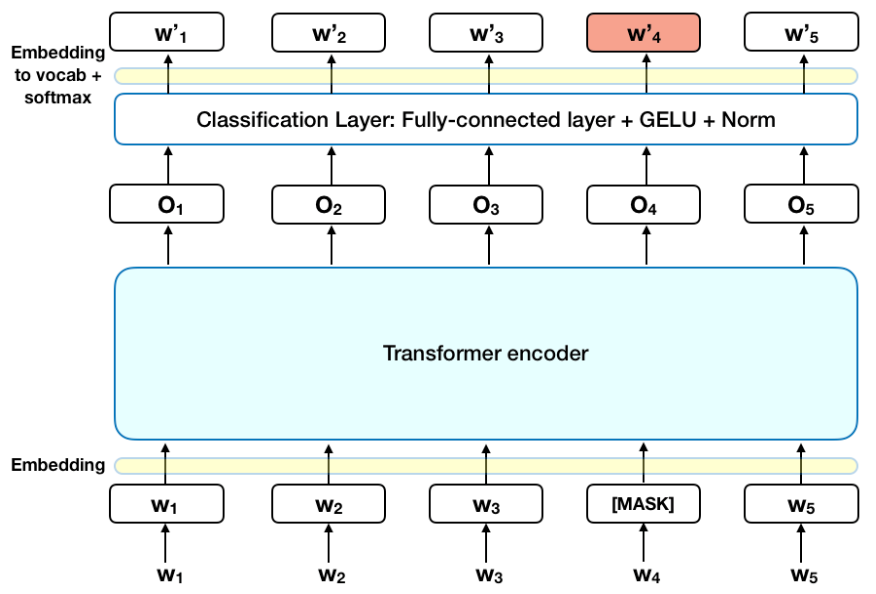 w’₁ w’₂ w’₃ w’₄ w’₅
Embedding
to vocab +
softmax
Classification Layer: Fully-connected layer + GELU + Norm
O₁ O₂ O₃ O₄ O₅
Transformer encoder
Embedding
w₁ w₂ w₃ [MASK] w₅
w₁ w₂ w₃ w₄ w₅